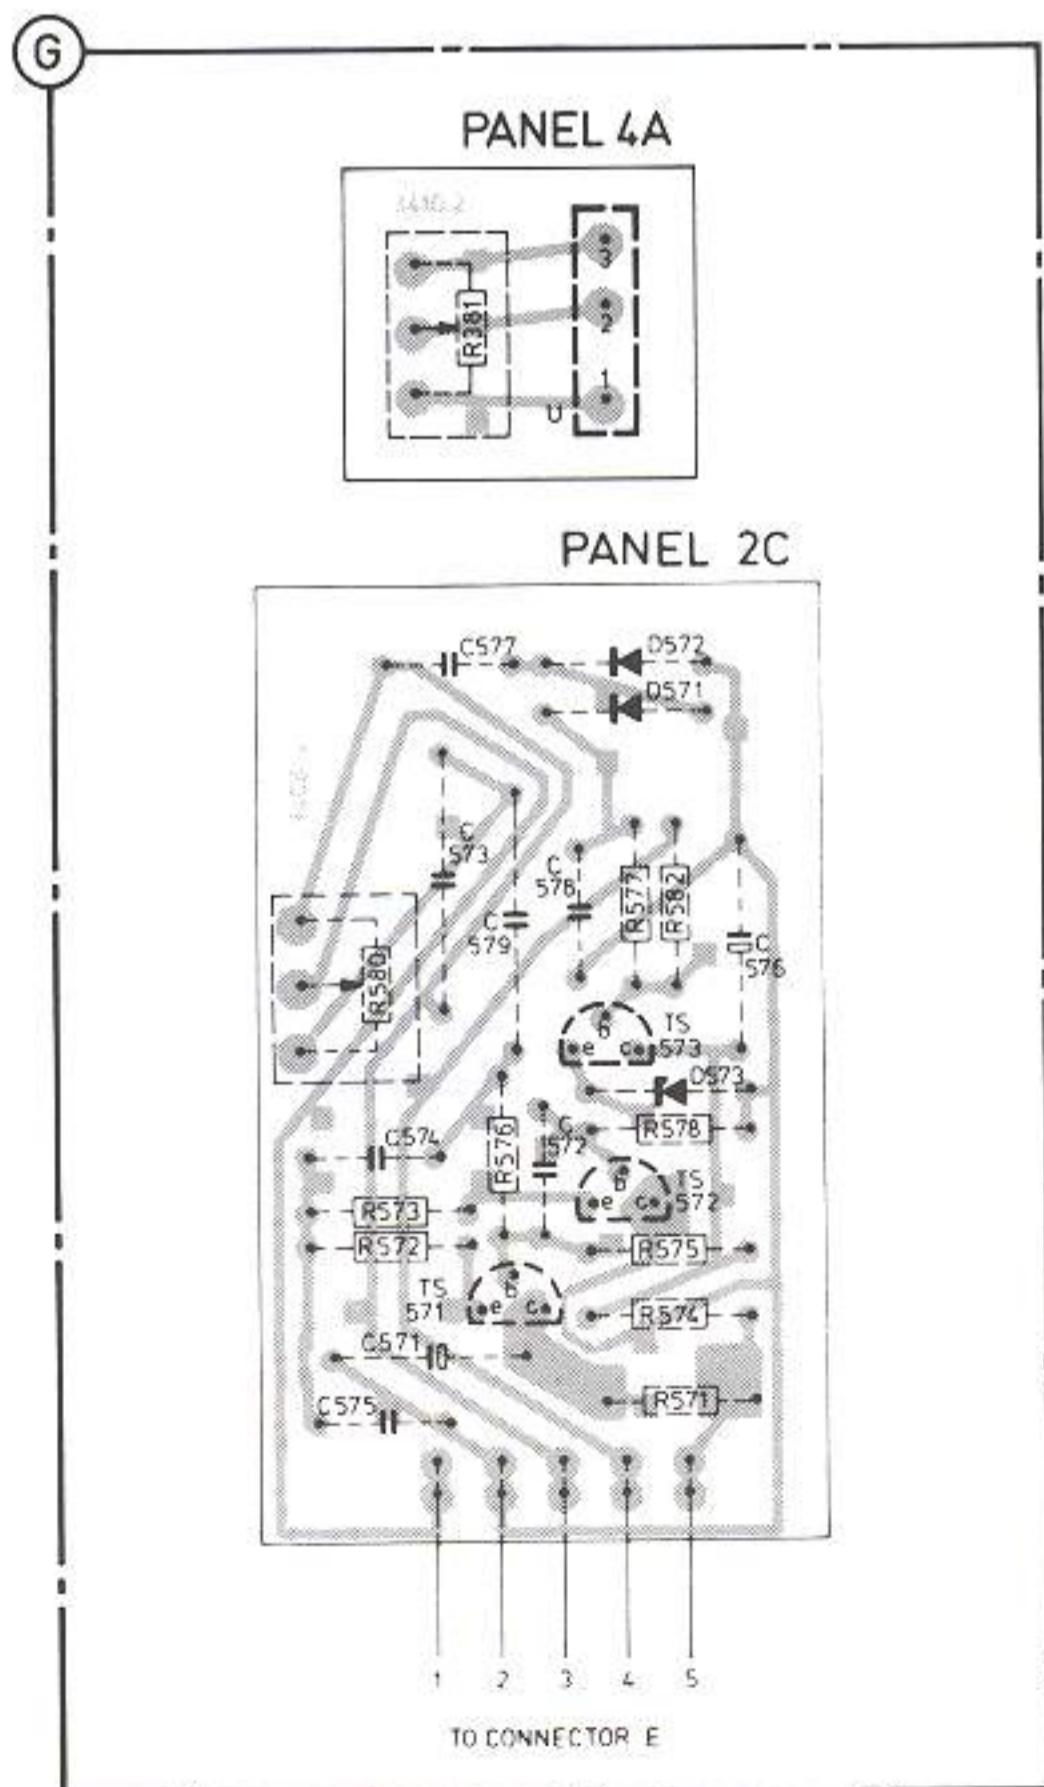 G
PANEL 4A
3
R381
2
1
U
PANEL 2C
C577
D572
D571
C
573
C
578
R577
R582
C
579
C
576
R580
b
e c
TS
573
D573
C574
R576
C
572
R578
b
e c
TS
572
R573
R572
R575
TS
571
b
e c
R574
C571
R571
C575
1 2 3 4 5
TO CONNECTOR E